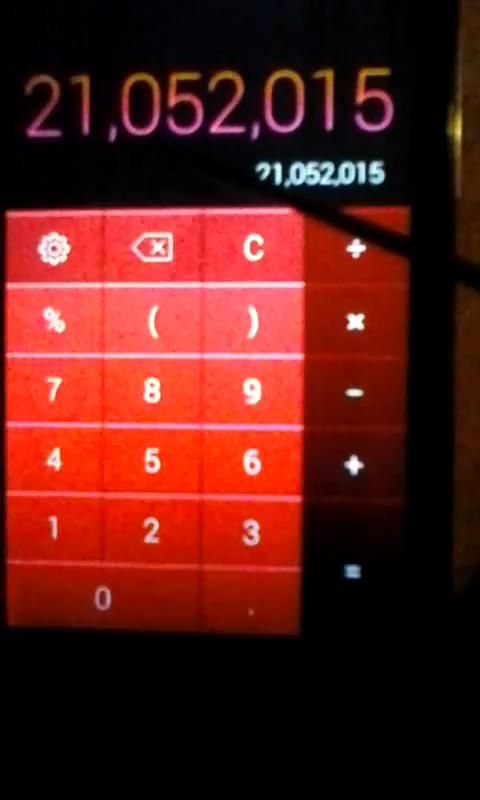 21,052,015
21,052,015
C ÷
% ( ) ×
7 8 9 -
4 5 6 +
1 2 3
0 . =